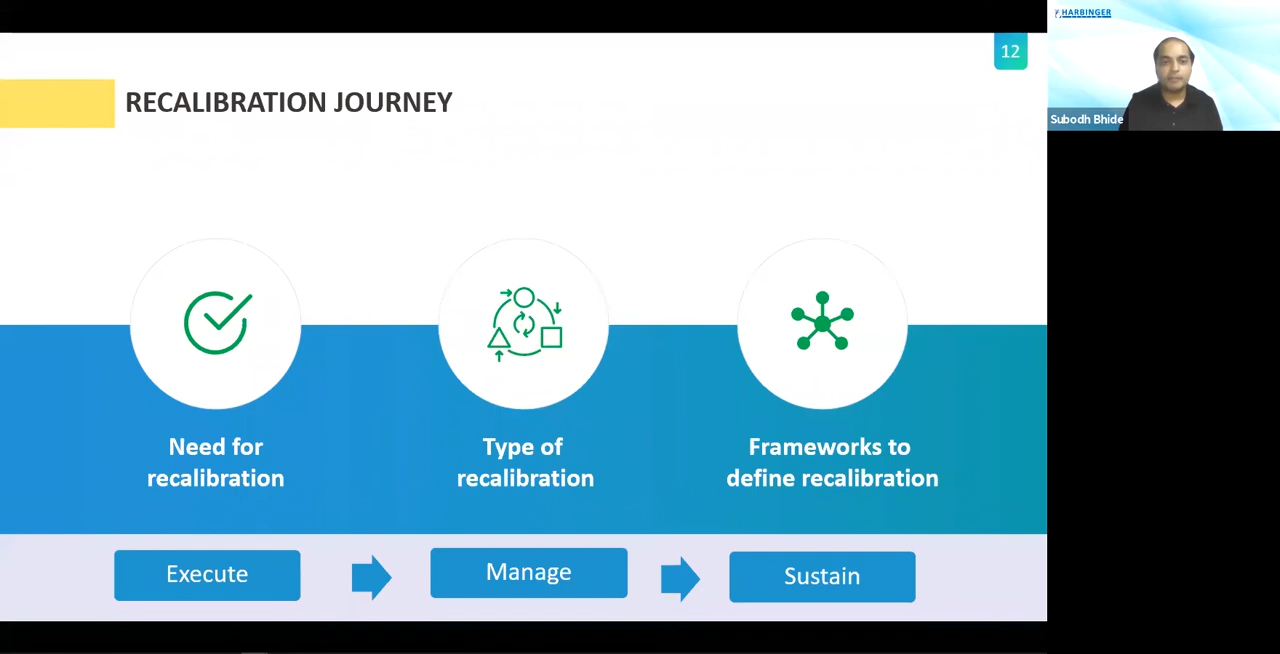 12
RECALIBRATION JOURNEY
Need for
recalibration
Type of
recalibration
Frameworks to
define recalibration
Execute
Manage
Sustain
HARBINGER
Subodh Bhide